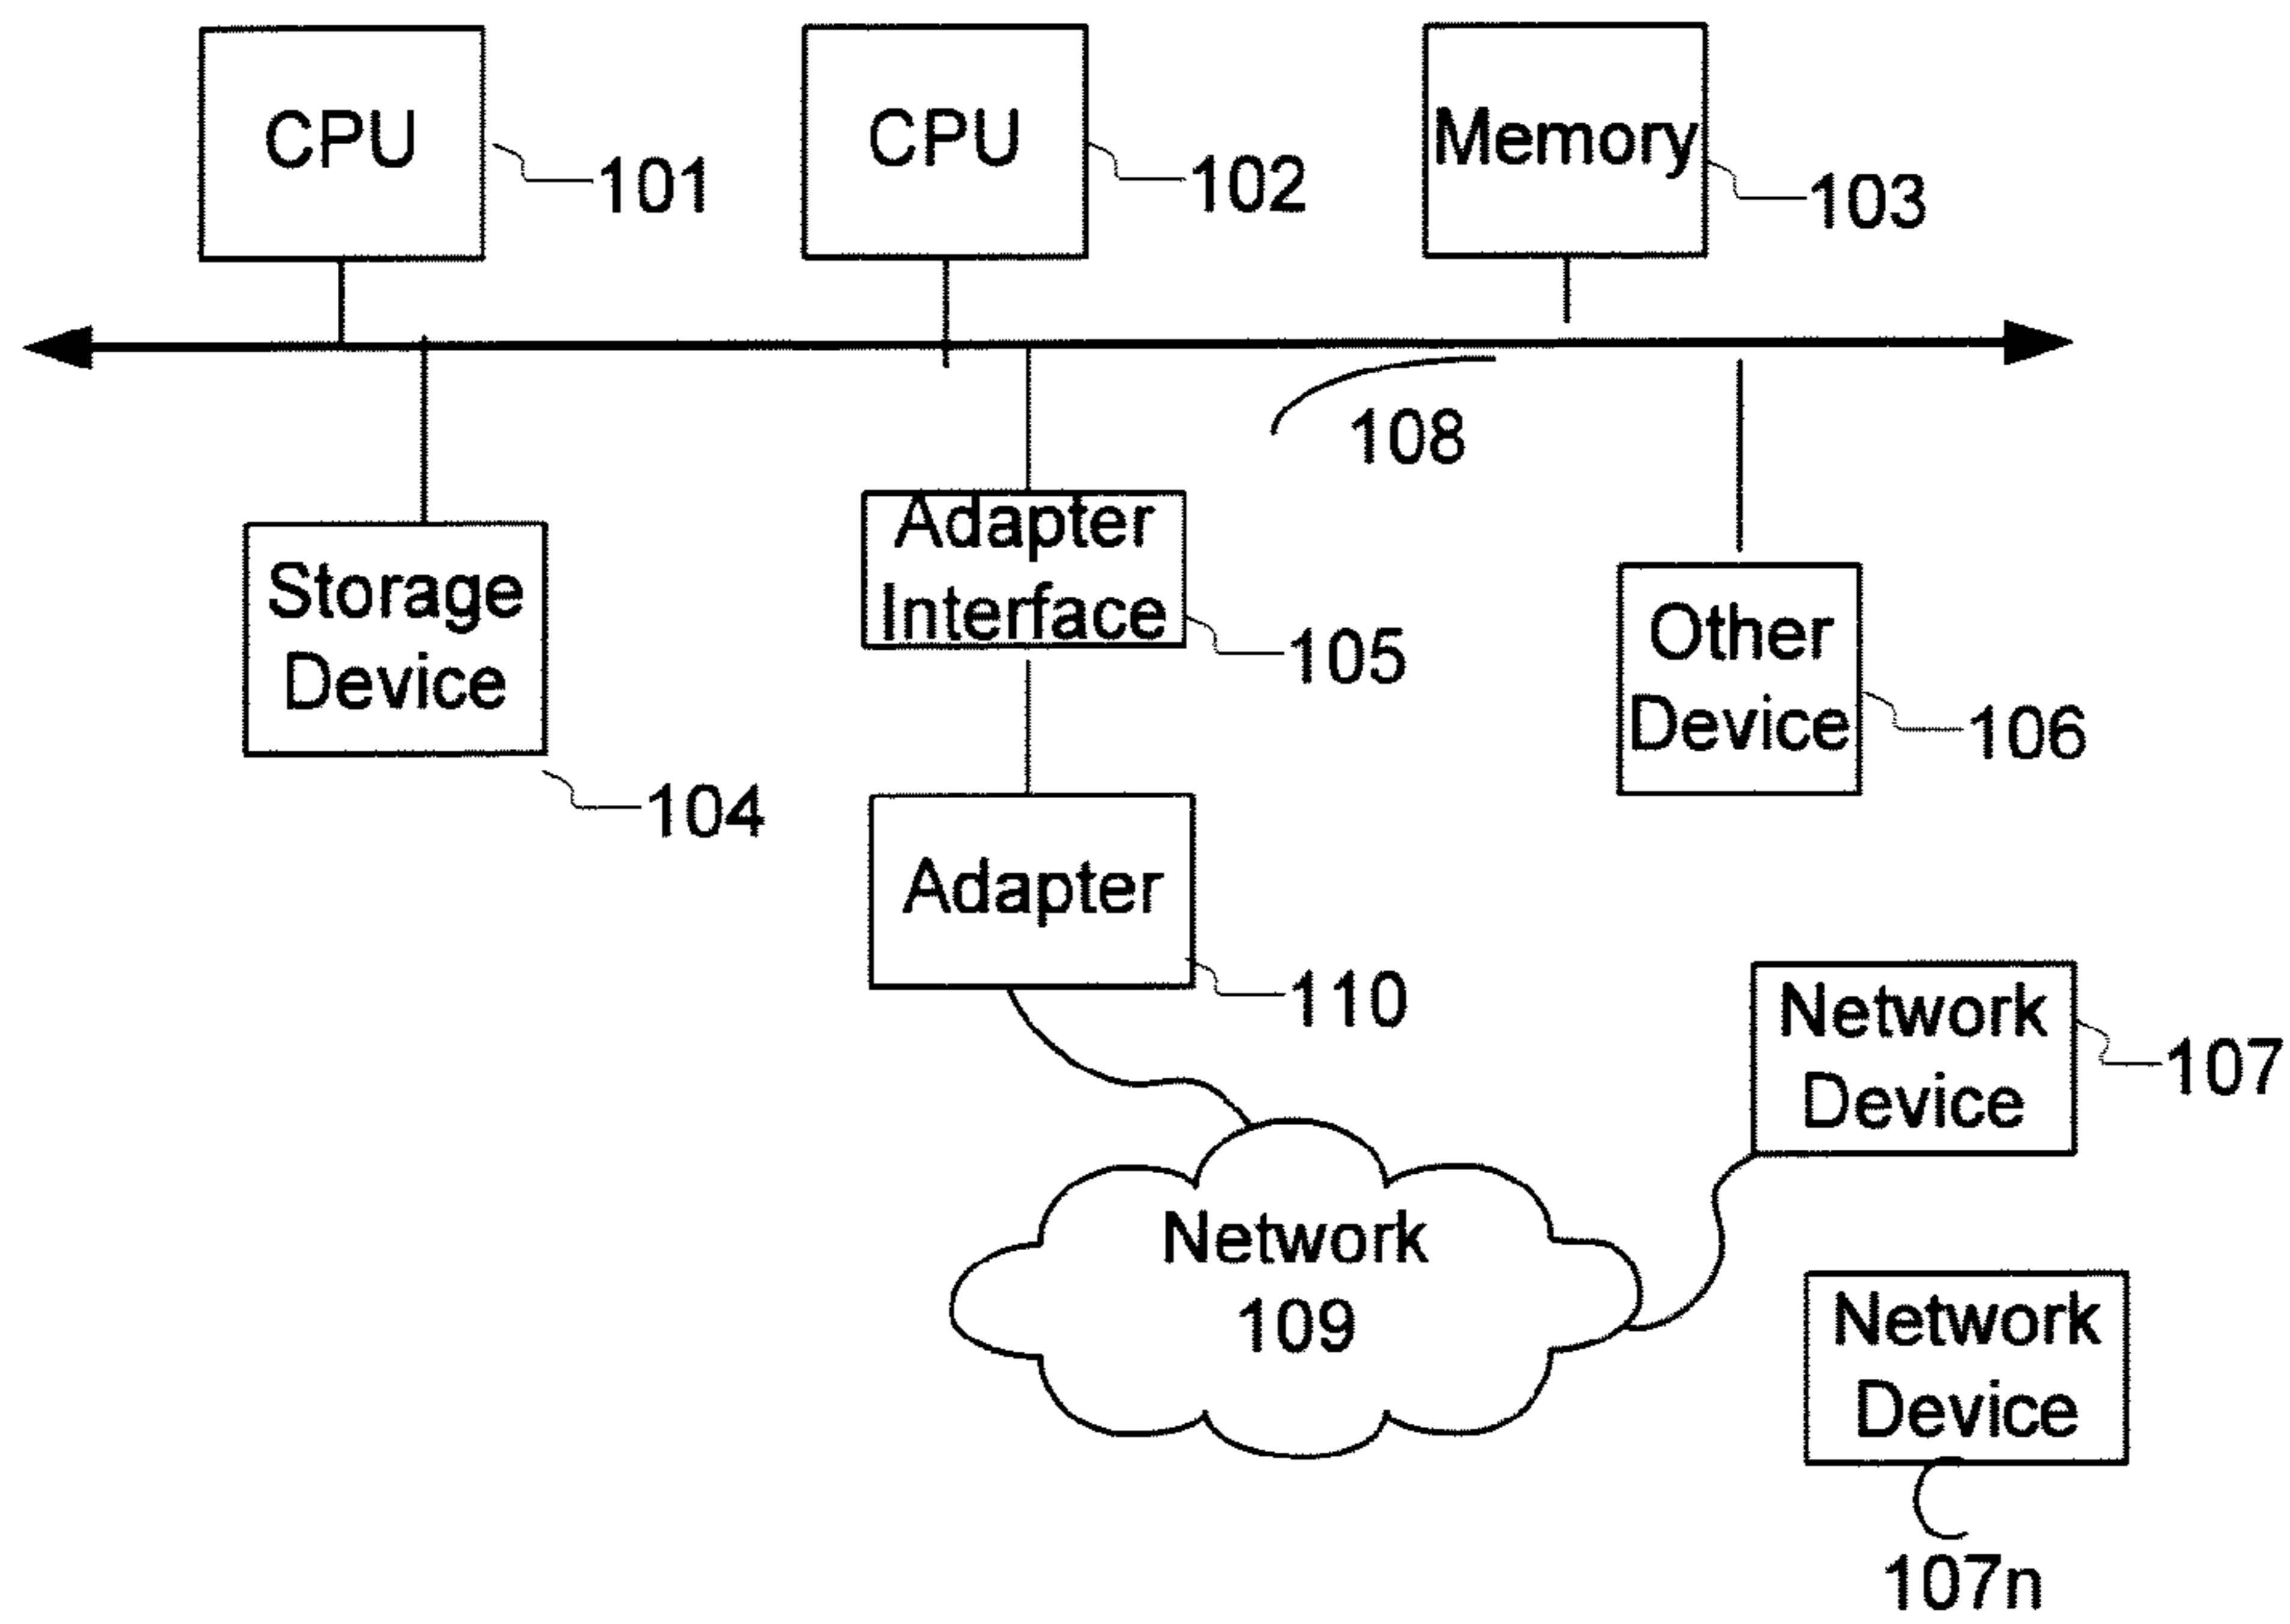 CPU
101
CPU
102
Memory
103
108
Storage
Device
104
Adapter
Interface
105
Other
Device
106
Adapter
110
Network
Device
107
Network
109
Network
Device
107n